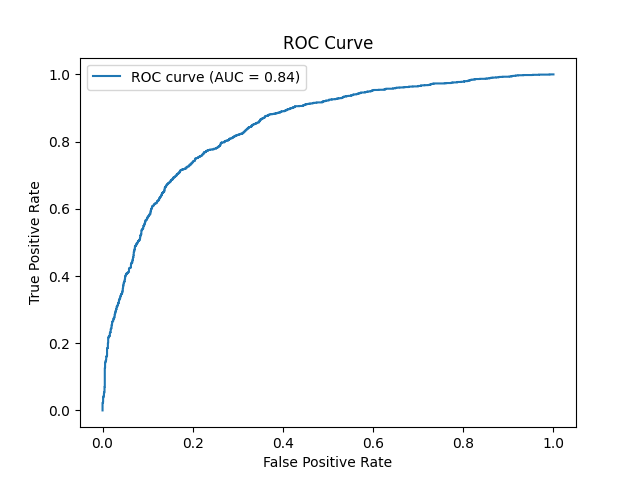 ROC Curve
ROC curve (AUC = 0.84)
1.0
0.8
0.6
0.4
0.2
0.0
True Positive Rate
0.0 0.2 0.4 0.6 0.8 1.0
False Positive Rate